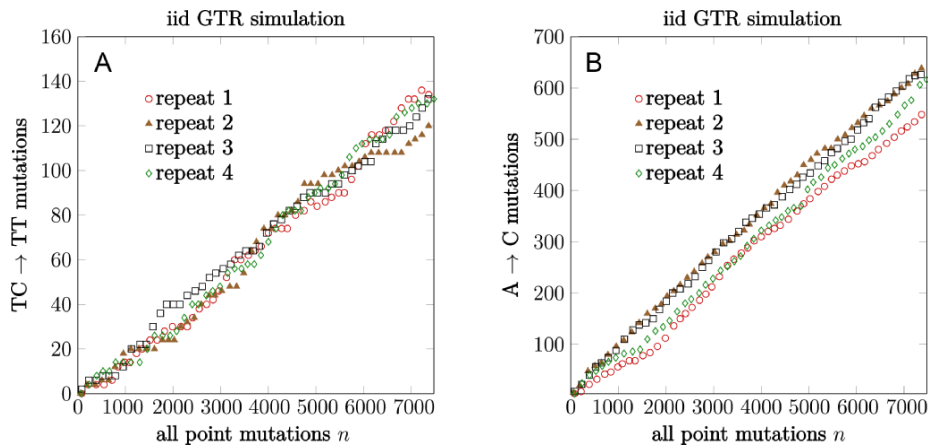 iid GTR simulation
A
160
140
120
100
80
60
40
20
0
repeat 1
repeat 2
repeat 3
repeat 4
TC → TT mutations
0 1000 2000 3000 4000 5000 6000 7000
all point mutations n
iid GTR simulation
B
700
600
500
400
300
200
100
repeat 1
repeat 2
repeat 3
repeat 4
A → C mutations
0 1000 2000 3000 4000 5000 6000 7000
all point mutations n